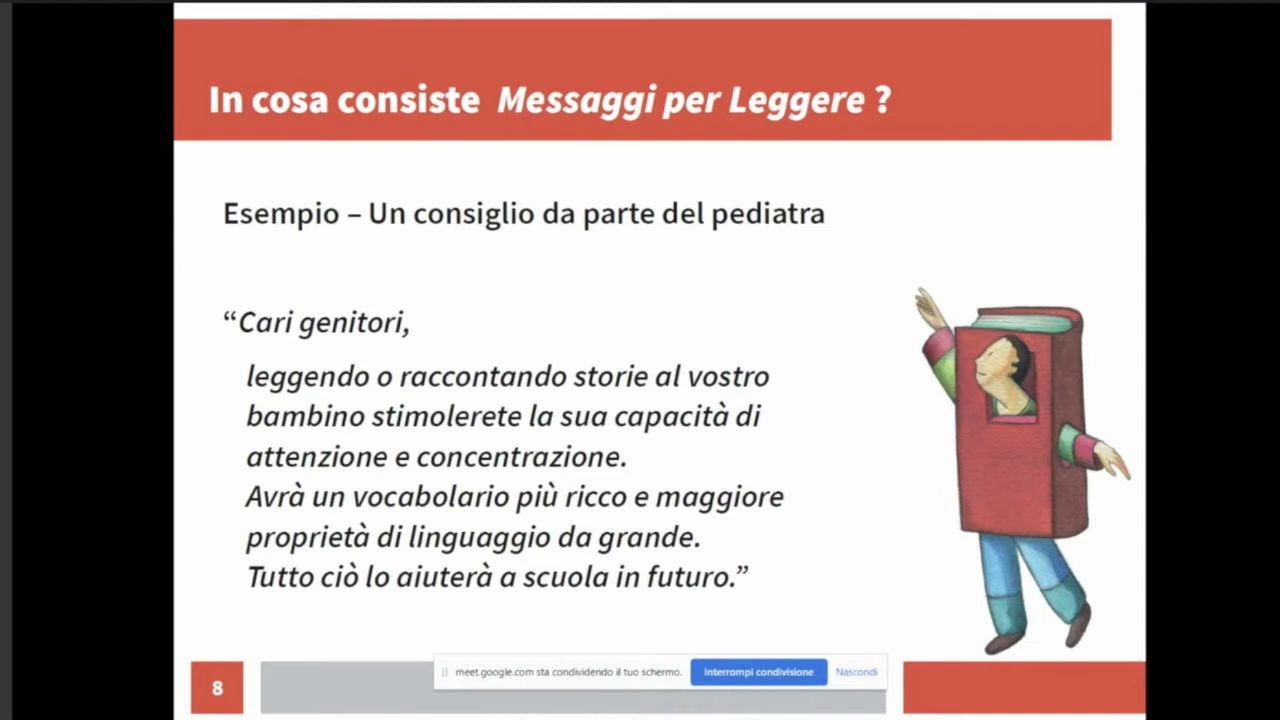 In cosa consiste Messaggi per Leggere ?
Esempio – Un consiglio da parte del pediatra
“Cari genitori,
leggendo o raccontando storie al vostro
bambino stimolerete la sua capacità di
attenzione e concentrazione.
Avrà un vocabolario più ricco e maggiore
proprietà di linguaggio da grande.
Tutto ciò lo aiuterà a scuola in futuro.”
8
meet.google.com sta condividendo il tuo schermo.
Interrompi condivisione
Nascondi